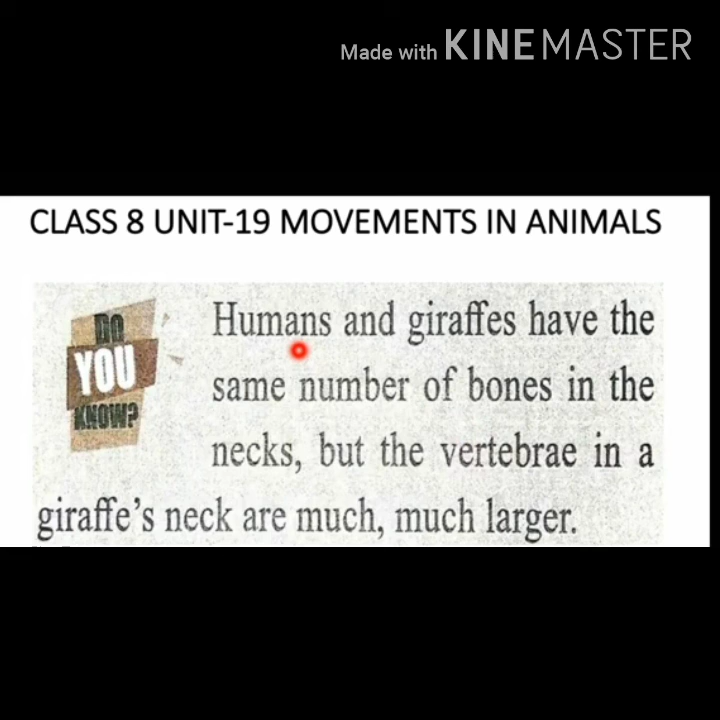 Made with KINEMASTER
CLASS 8 UNIT-19 MOVEMENTS IN ANIMALS
DO
YOU
KNOW?
Humans and giraffes have the
same number of bones in the
necks, but the vertebrae in a
giraffe's neck are much, much larger.